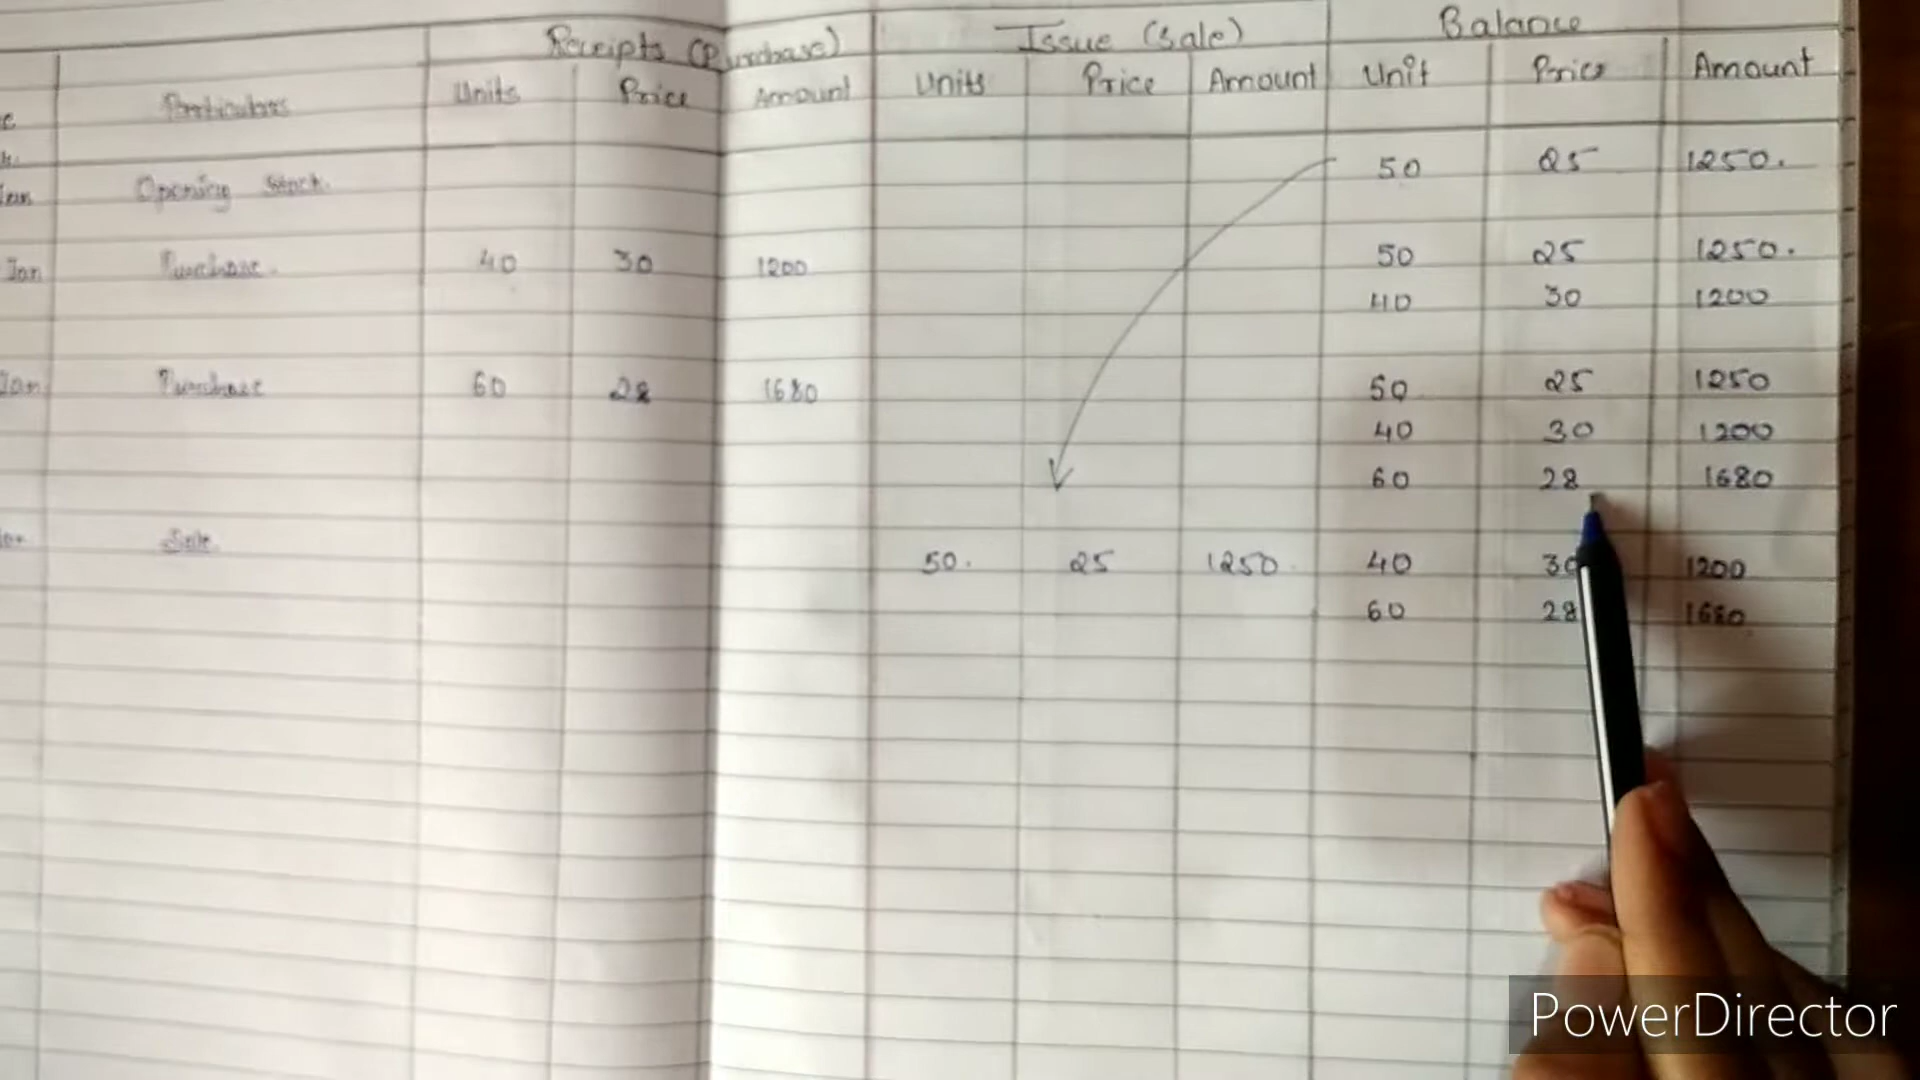 Receipts (Purchase) Issue (Sale) Balance
Particulars Units Price Amount Units Price Amount Unit Price Amount
Opening Stock. 50 25 1250.
Jan Purchase. 40 30 1200 50 25 1250.
40 30 1200
Jan Purchase 60 28 1680 50 25 1250
40 30 1200
60 28 1680
Sale 50. 25 1250 40 30 1200
60 28 1680
PowerDirector